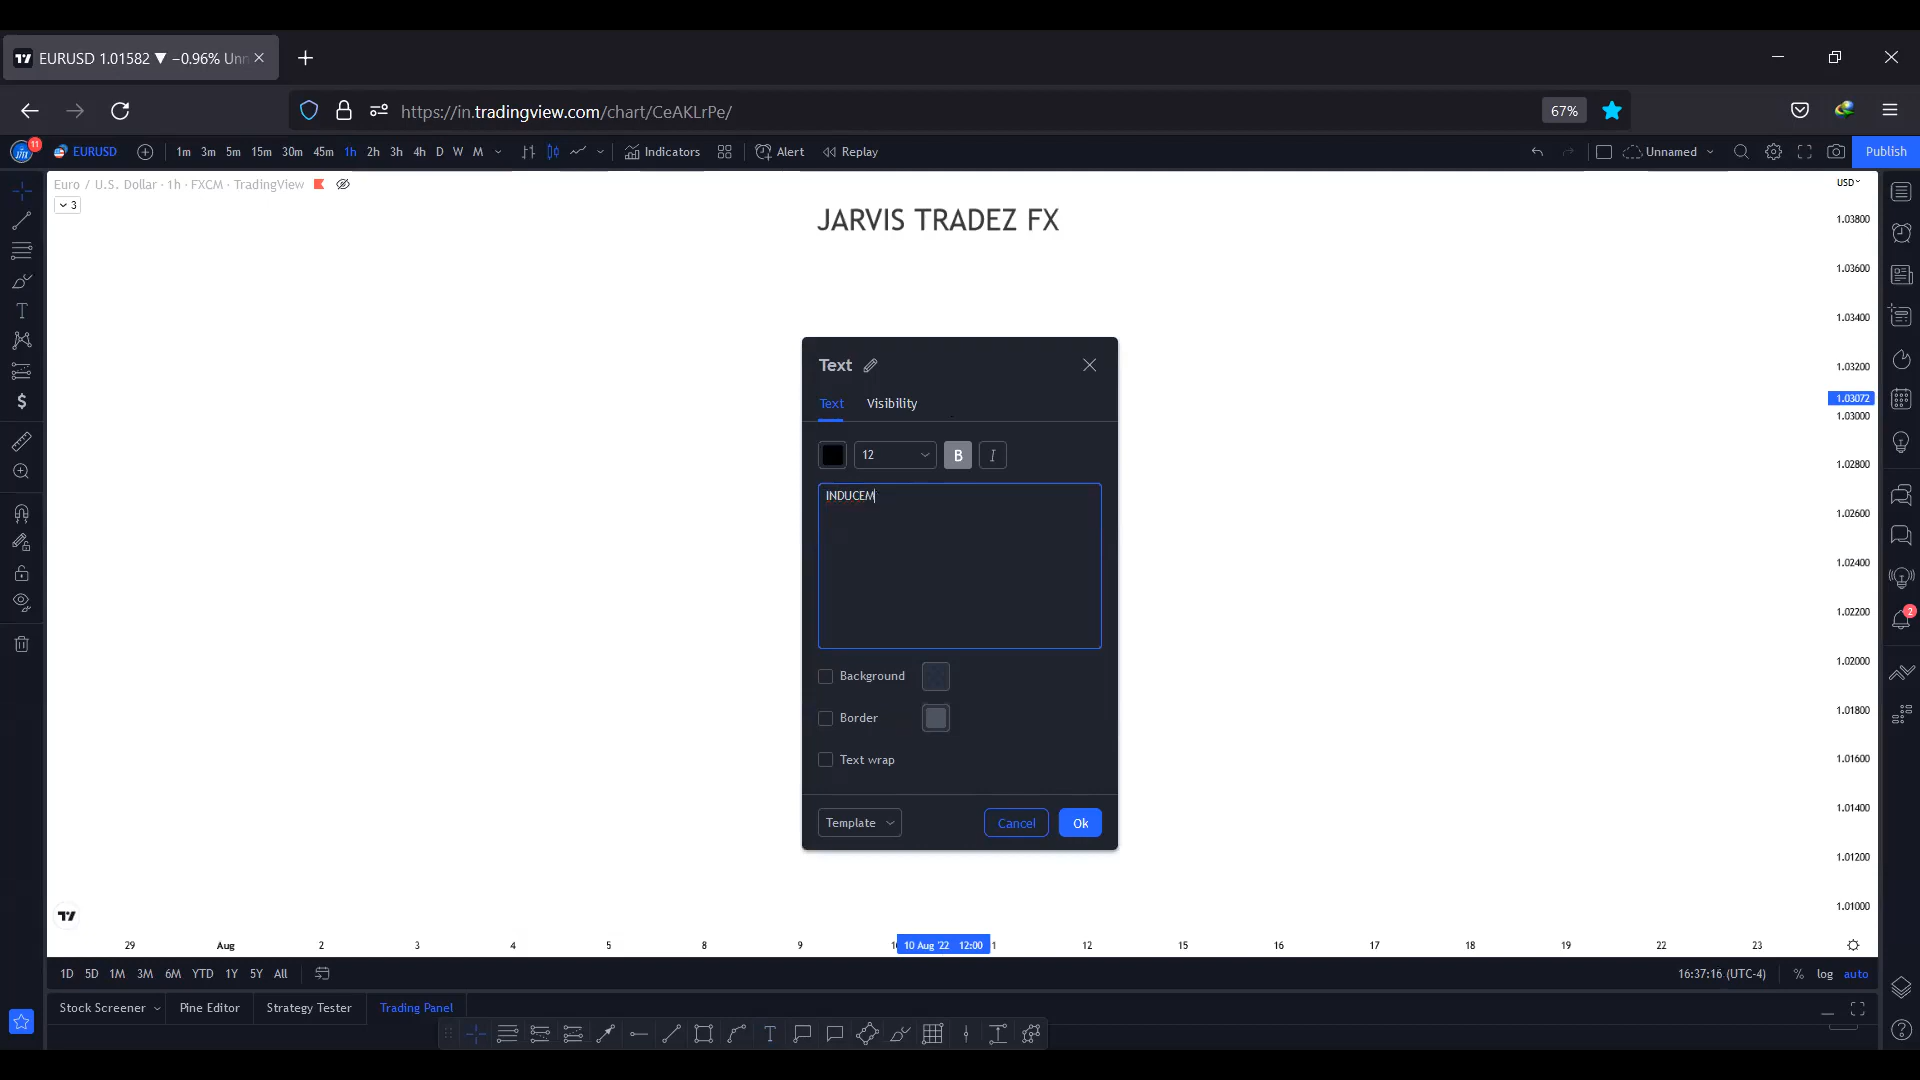 EURUSD 1.01582 ▼ −0.96% Unn
https://in.tradingview.com/chart/CeAKLrPe/
67%
11
EURUSD
1m 3m 5m 15m 30m 45m 1h 2h 3h 4h D W M
Indicators
Alert
Replay
Unnamed
Publish
Euro / U.S. Dollar · 1h · FXCM · TradingView
3
JARVIS TRADEZ FX
USD
1.03800
1.03600
1.03400
1.03200
1.03072
1.03000
1.02800
1.02600
1.02400
1.02200
1.02000
1.01800
1.01600
1.01400
1.01200
1.01000
Text
Text Visibility
12 B I
INDUCEM
Background
Border
Text wrap
Template
Cancel
Ok
2
29 Aug 2 3 4 5 8 9 10 Aug '22 12:00 1 12 15 16 17 18 19 22 23
1D 5D 1M 3M 6M YTD 1Y 5Y All
16:37:16 (UTC-4) % log auto
Stock Screener Pine Editor Strategy Tester Trading Panel